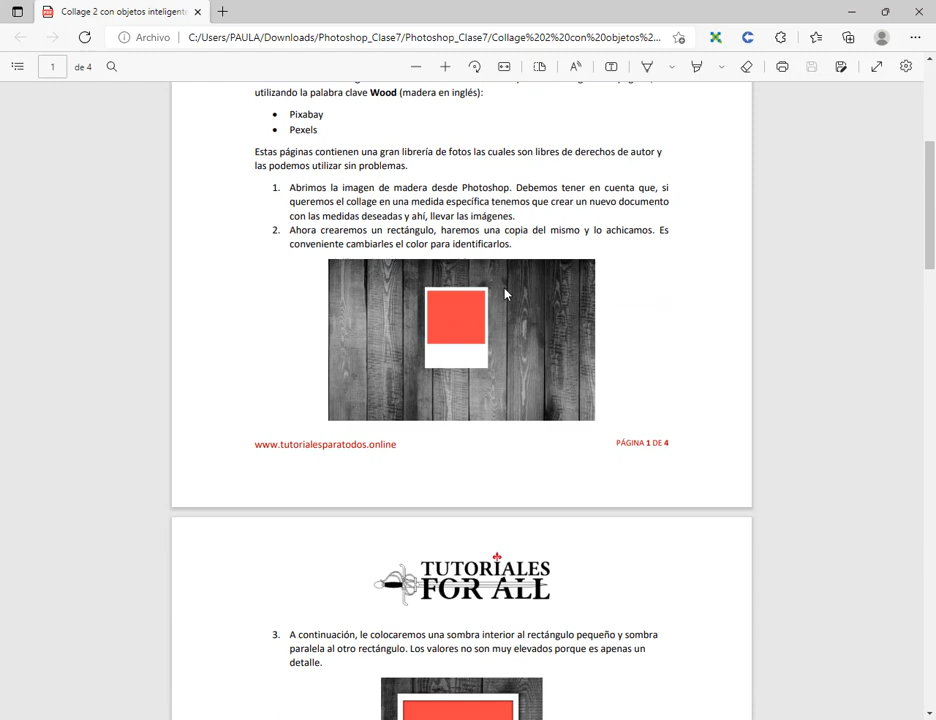 Collage 2 con objetos inteligent
Archivo C:/Users/PAULA/Downloads/Photoshop_Clase7/Photoshop_Clase7/Collage%202%20con%20objetos%...
1 de 4
utilizando la palabra clave Wood (madera en inglés):
• Pixabay
• Pexels
Estas páginas contienen una gran librería de fotos las cuales son libres de derechos de autor y
las podemos utilizar sin problemas.
1. Abrimos la imagen de madera desde Photoshop. Debemos tener en cuenta que, si
queremos el collage en una medida específica tenemos que crear un nuevo documento
con las medidas deseadas y ahí, llevar las imágenes.
2. Ahora crearemos un rectángulo, haremos una copia del mismo y lo achicamos. Es
conveniente cambiarles el color para identificarlos.
www.tutorialesparatodos.online PÁGINA 1 DE 4
TUTORIALES
FOR ALL
3. A continuación, le colocaremos una sombra interior al rectángulo pequeño y sombra
paralela al otro rectángulo. Los valores no son muy elevados porque es apenas un
detalle.